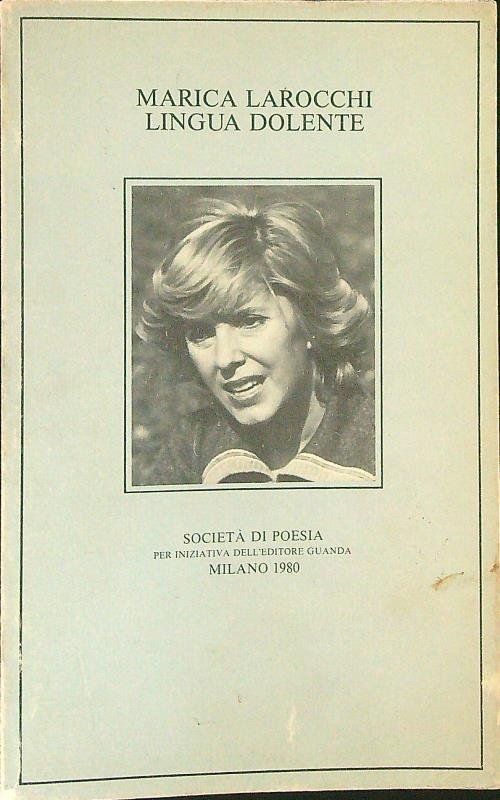 MARICA LAROCCHI
LINGUA DOLENTE
SOCIETÀ DI POESIA
PER INIZIATIVA DELL'EDITORE GUANDA
MILANO 1980